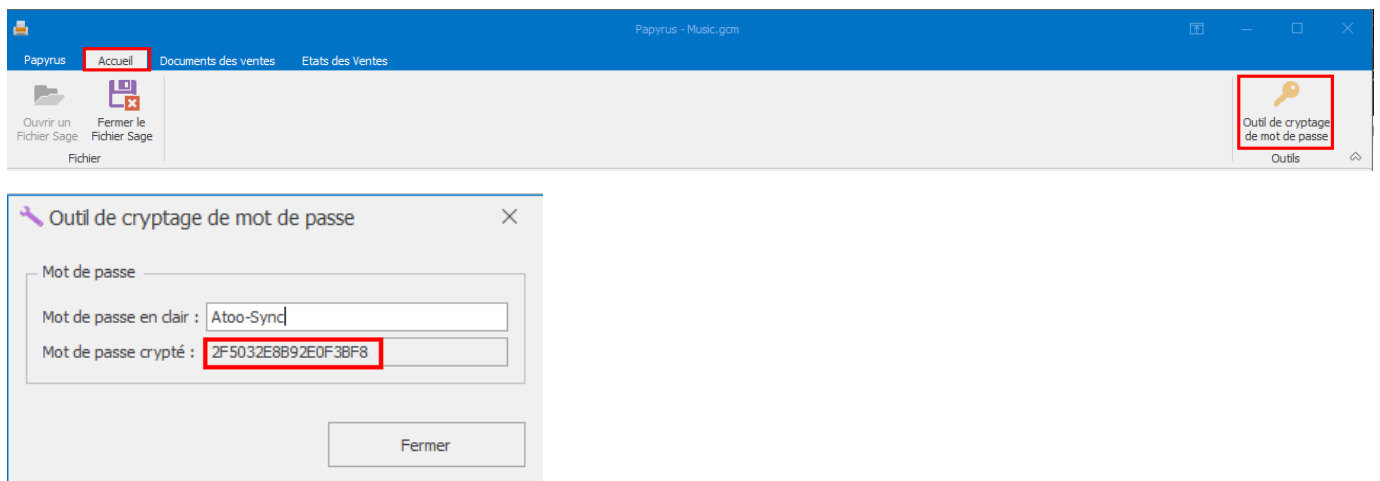 Papyrus - Music.gcm
Papyrus Accueil Documents des ventes Etats des Ventes
Ouvrir un Fichier Sage
Fermer le Fichier Sage
Fichier
Outil de cryptage de mot de passe
Outils
Outil de cryptage de mot de passe
Mot de passe
Mot de passe en clair : Atoo-Sync
Mot de passe crypté : 2F5032E8B92E0F3BF8
Fermer